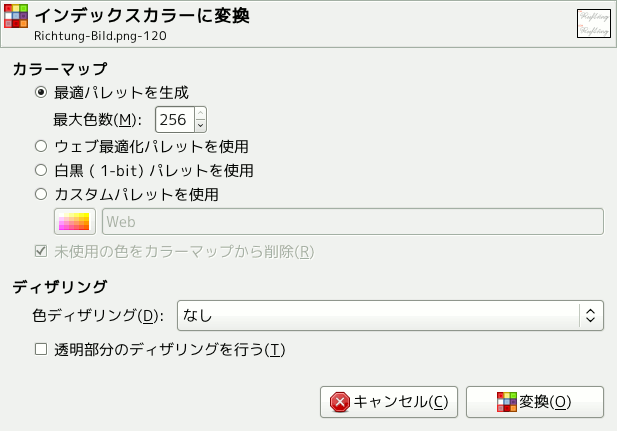 インデックスカラーに変換
Richtung-Bild.png-120
カラーマップ
最適パレットを生成
最大色数(M): 256
ウェブ最適化パレットを使用
白黒 ( 1-bit) パレットを使用
カスタムパレットを使用
Web
未使用の色をカラーマップから削除(R)
ディザリング
色ディザリング(D): なし
透明部分のディザリングを行う(T)
キャンセル(C) 変換(O)